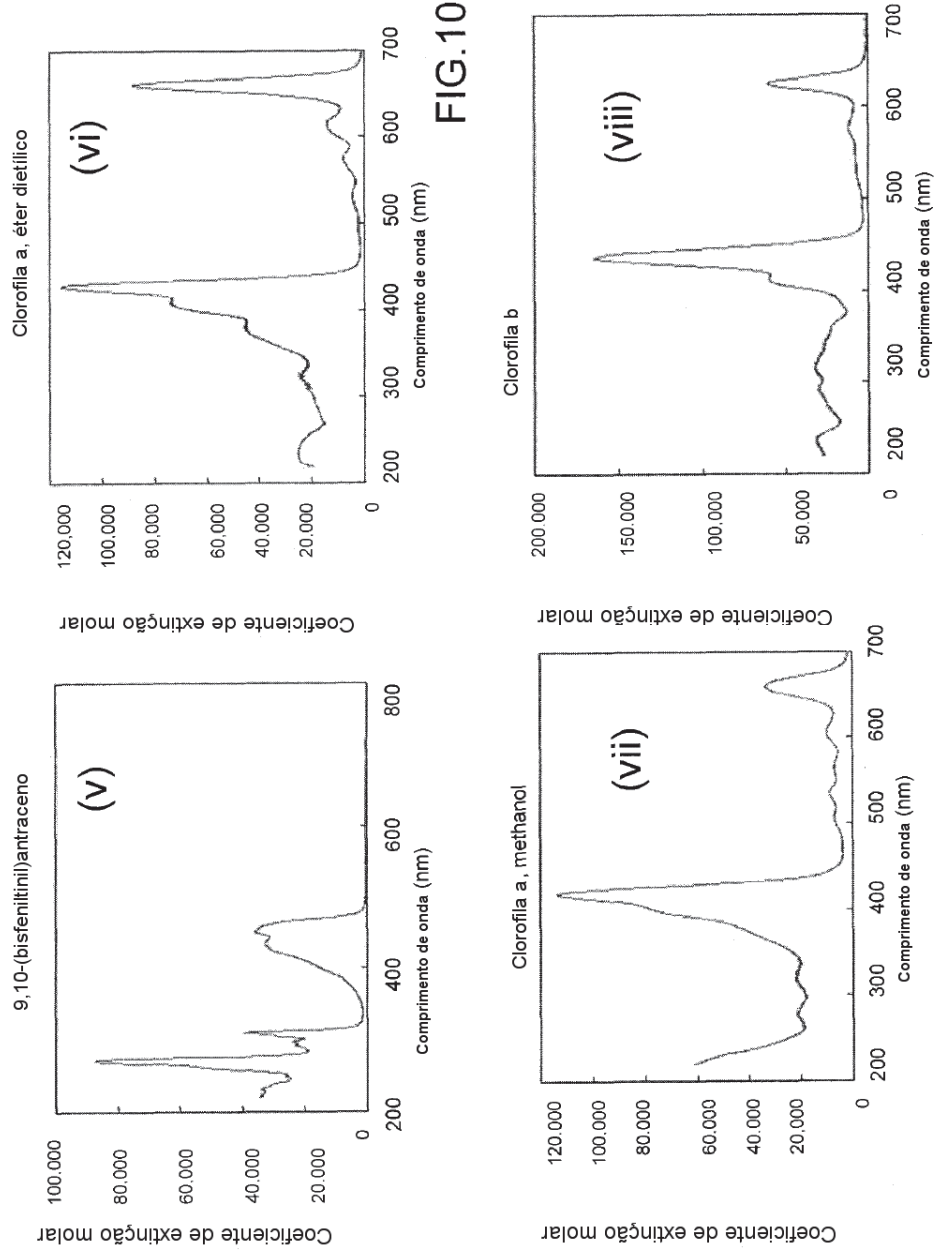 9,10-(bisfeniltinil)antraceno
(v)
100.000
80.000
60.000
40.000
20.000
0
200
400
600
800
Coeficiente de extinção molar
Comprimento de onda (nm)
Clorofila a, éter dietilico
(vi)
120,000
100.000
80,000
60,000
40.000
20.000
0
200
300
400
500
600
700
Coeficiente de extinção molar
Comprimento de onda (nm)
FIG.10
Clorofila a, methanol
(vii)
120.000
100.000
80.000
60.000
40.000
20,000
0
200
300
400
500
600
700
Coeficiente de extinção molar
Comprimento de onda (nm)
Clorofila b
(viii)
200.000
150.000
100.000
50.000
0
200
300
400
500
600
700
Coeficiente de extinção molar
Comprimento de onda (nm)